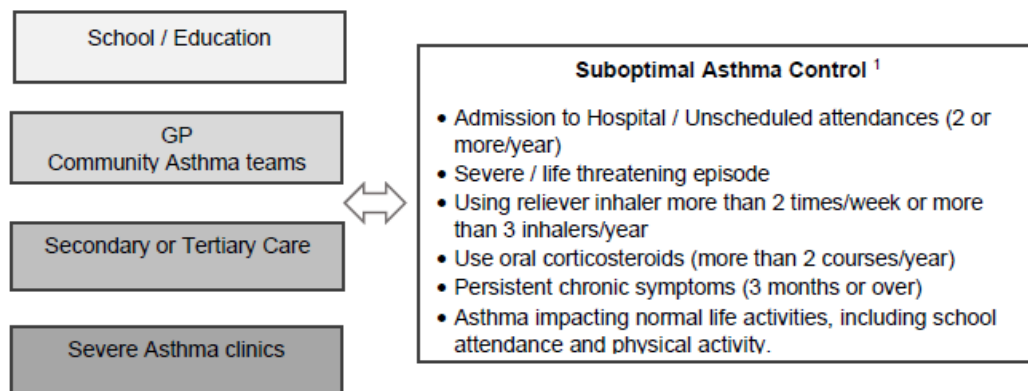 School / Education
GP
Community Asthma teams
Secondary or Tertiary Care
Severe Asthma clinics
Suboptimal Asthma Control ¹
• Admission to Hospital / Unscheduled attendances (2 or
more/year)
• Severe / life threatening episode
• Using reliever inhaler more than 2 times/week or more
than 3 inhalers/year
• Use oral corticosteroids (more than 2 courses/year)
• Persistent chronic symptoms (3 months or over)
• Asthma impacting normal life activities, including school
attendance and physical activity.